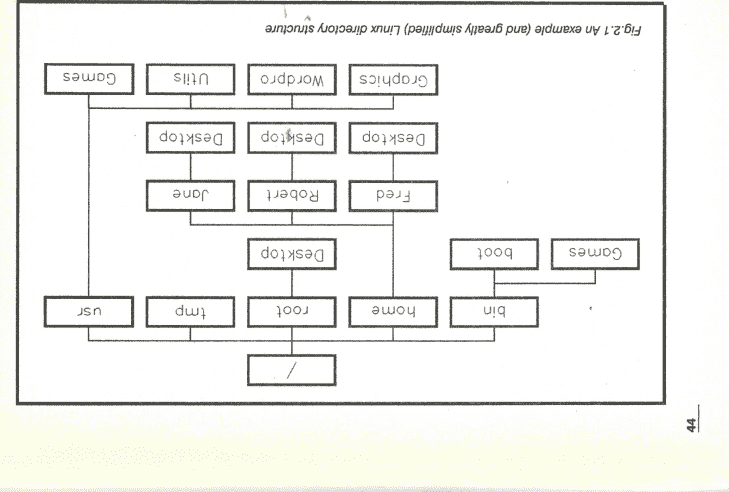 44
/
bin home root tmp usr
Games boot Desktop
Fred Robert Jane
Desktop Desktop Desktop
Graphics Wordpro Utils Games
Fig.2.1 An example (and greatly simplified) Linux directory structure